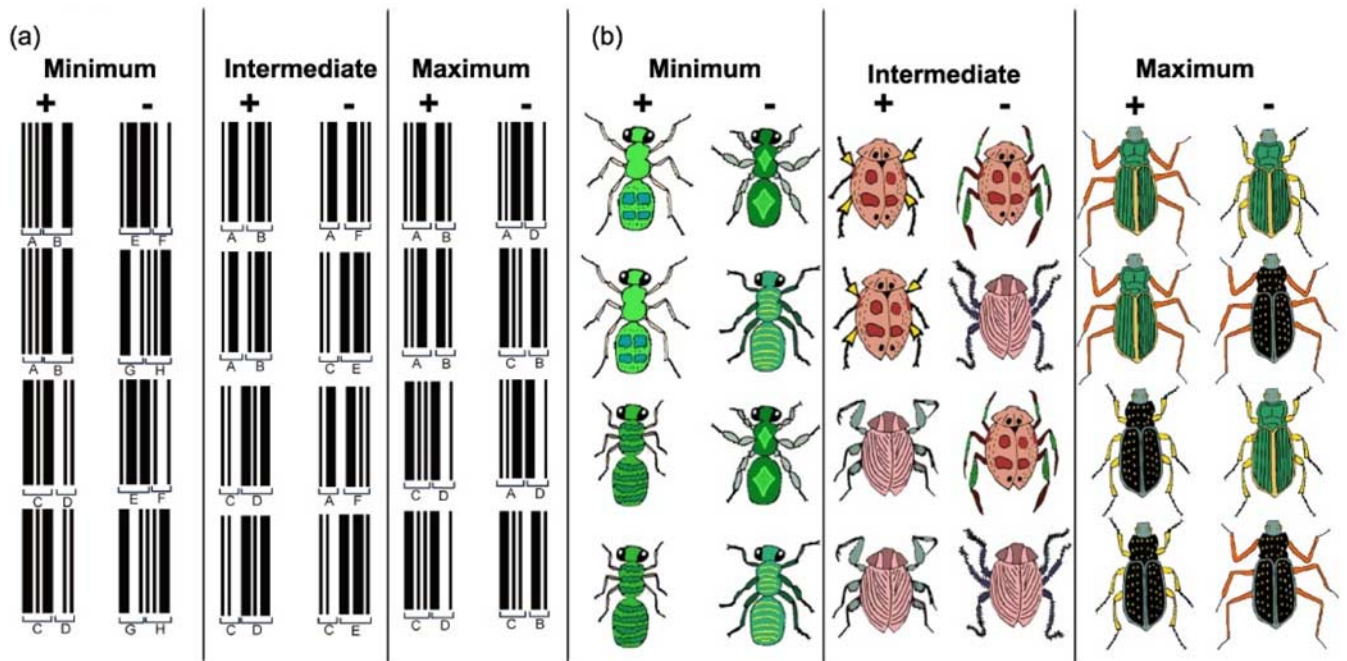 (a) (b)
Minimum Intermediate Maximum Minimum Intermediate Maximum
+ - + - + - + - + - + -
A B E F A B A F A B A D
A B G H A B C E A B C B
C D E F C D A F C D A D
C D G H C D C E C D C B